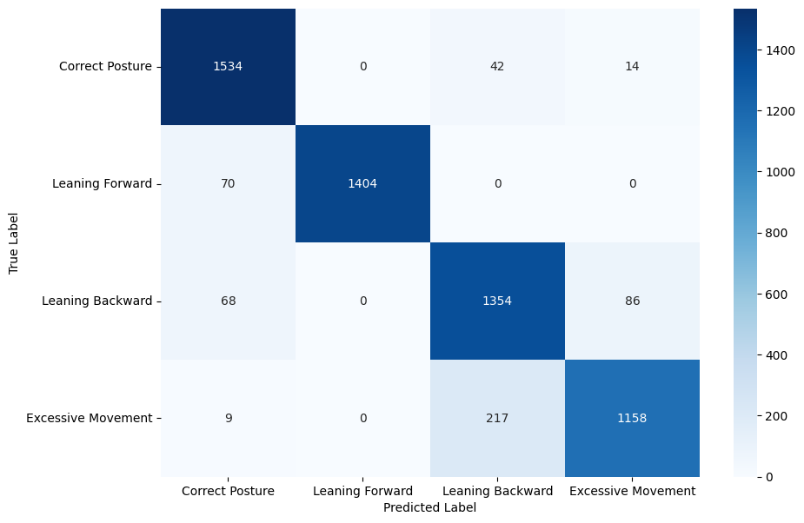 Correct Posture 1534 0 42 14
Leaning Forward 70 1404 0 0
Leaning Backward 68 0 1354 86
Excessive Movement 9 0 217 1158
True Label
Correct Posture Leaning Forward Leaning Backward Excessive Movement
Predicted Label
1400
1200
1000
800
600
400
200
0